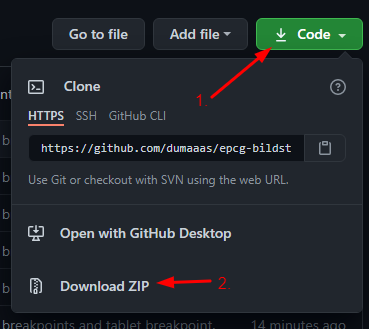 Go to file Add file Code
1.
Clone
HTTPS SSH GitHub CLI
https://github.com/dumaaas/epcg-bildst
Use Git or checkout with SVN using the web URL.
Open with GitHub Desktop
Download ZIP 2.
breakpoints and tablet breakpoint. 14 minutes ago